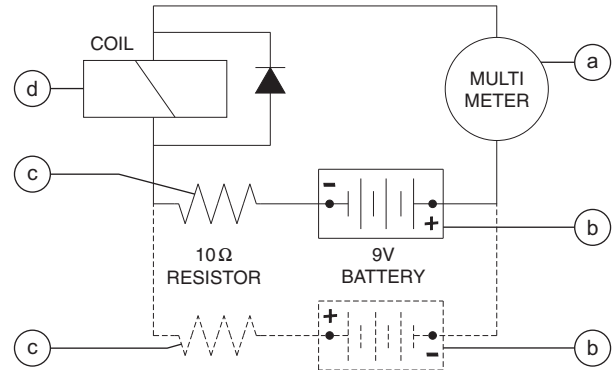 COIL
d
a
MULTI
METER
c
-
+
b
10Ω
RESISTOR
9V
BATTERY
c
+
-
b